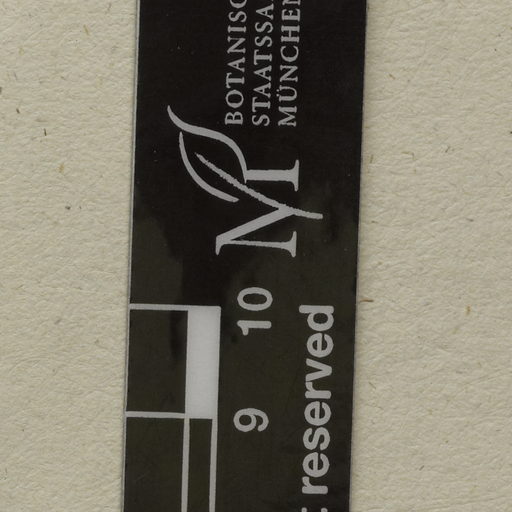 BOTANISC
STAATSSA
MÜNCHEN
M
9 10
t reserved